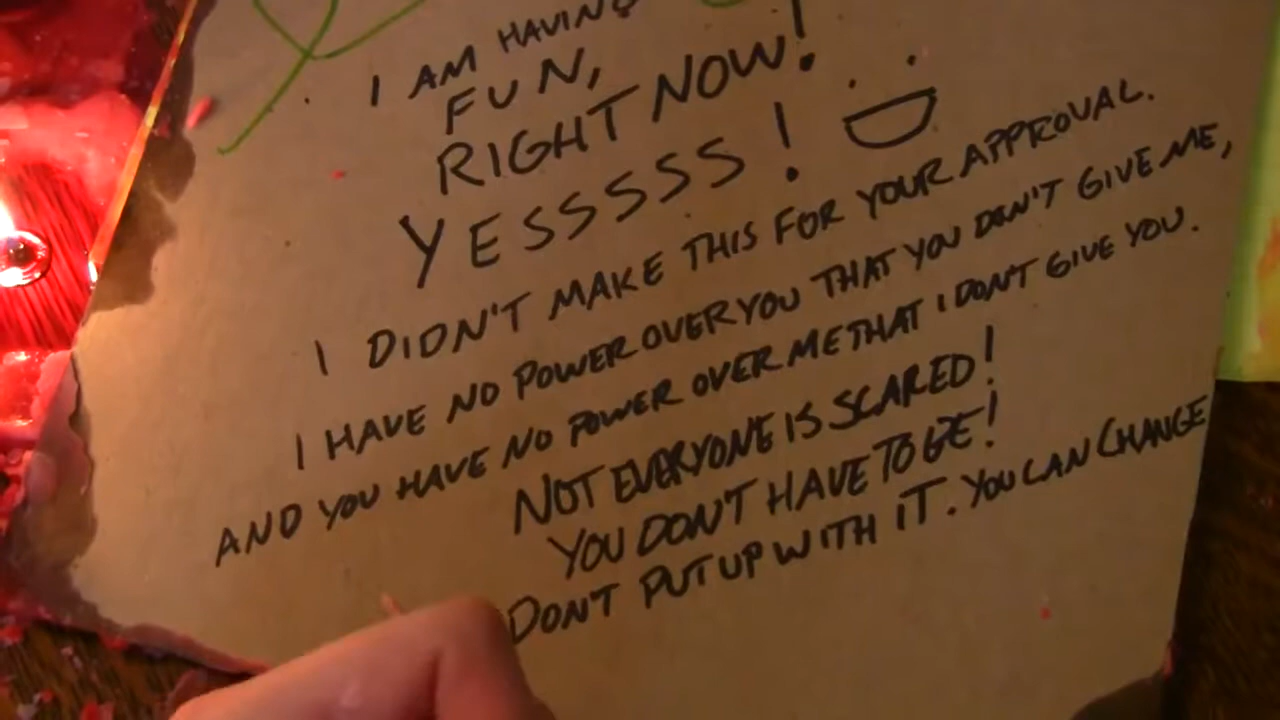 I AM HAVING
FUN,
RIGHT NOW!
YESSSSS!
I DIDN'T MAKE THIS FOR YOUR APPROVAL.
I HAVE NO POWER OVER YOU THAT YOU DON'T GIVE ME,
AND YOU HAVE NO POWER OVER ME THAT I DON'T GIVE YOU.
NOT EVERYONE IS SCARED!
YOU DON'T HAVE TO BE!
DON'T PUT UP WITH IT. YOU CAN CHANGE